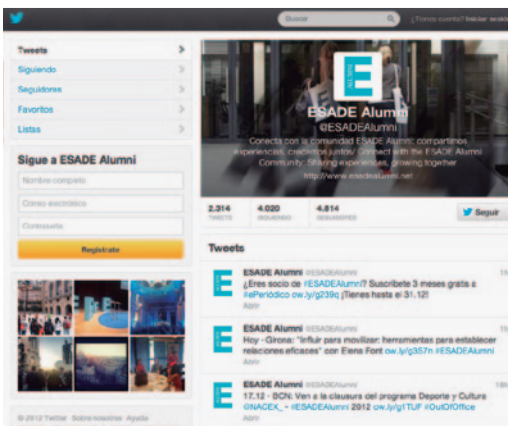 Buscar
¿Tienes cuenta? Iniciar sesión
Tweets
Siguiendo
Seguidores
Favoritos
Listas
Sigue a ESADE Alumni
Nombre completo
Correo electrónico
Contraseña
Regístrate
© 2012 Twitter Sobre nosotros Ayuda
ESADE Alumni
@ESADEAlumni
Conecta con la comunidad ESADE Alumni: compartimos
experiencias, crecemos juntos/ Connect with the ESADE Alumni
Community: Sharing experiences, growing together
http://www.esadealumni.net
2.314 4.020 4.814
TWEETS SIGUIENDO SEGUIDORES
Seguir
Tweets
ESADE Alumni @ESADEAlumni
¿Eres socio de #ESADEAlumni? Suscríbete 3 meses gratis a
#ePeriódico ow.ly/g239q ¡Tienes hasta el 31.12!
Abrir
ESADE Alumni @ESADEAlumni
Hoy - Girona: "Influir para movilizar: herramientas para establecer
relaciones eficaces" con Elena Font ow.ly/g357n #ESADEAlumni
Abrir
ESADE Alumni @ESADEAlumni
17.12 - BCN: Ven a la clausura del programa Deporte y Cultura
@NACEX_ - #ESADEAlumni 2012 ow.ly/g1TUF #OutOfOffice
Abrir